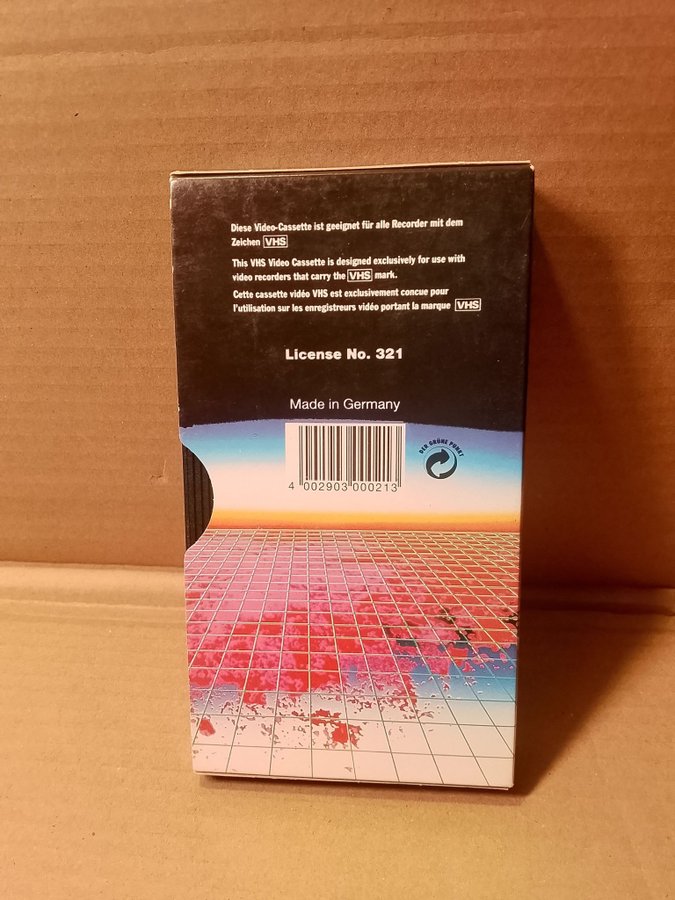 Diese Video-Cassette ist geeignet für alle Recorder mit dem
Zeichen VHS
This VHS Video Cassette is designed exclusively for use with
video recorders that carry the VHS mark.
Cette cassette vidéo VHS est exclusivement concue pour
l'utilisation sur les enregistreurs vidéo portant la marque VHS
License No. 321
Made in Germany
DER GRÜNE PUNKT
4 002903 000213